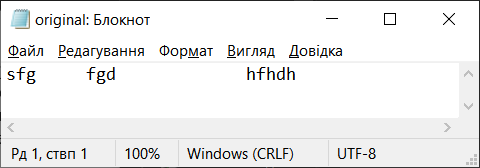 original: Блокнот
Файл Редагування Формат Вигляд Довідка
sfg fgd hfhdh
Рд 1, ствп 1 100% Windows (CRLF) UTF-8